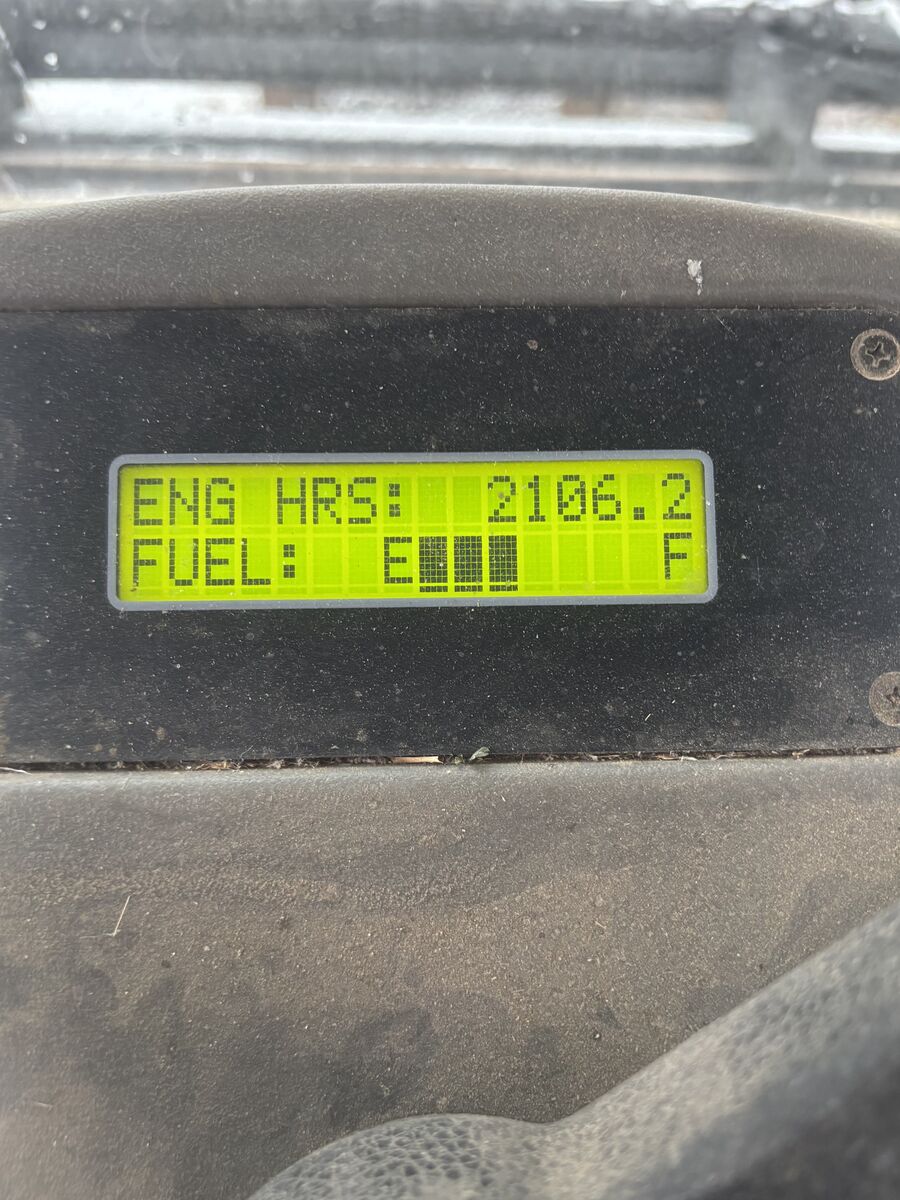 ENG HRS: 2106.2
FUEL: E███ F